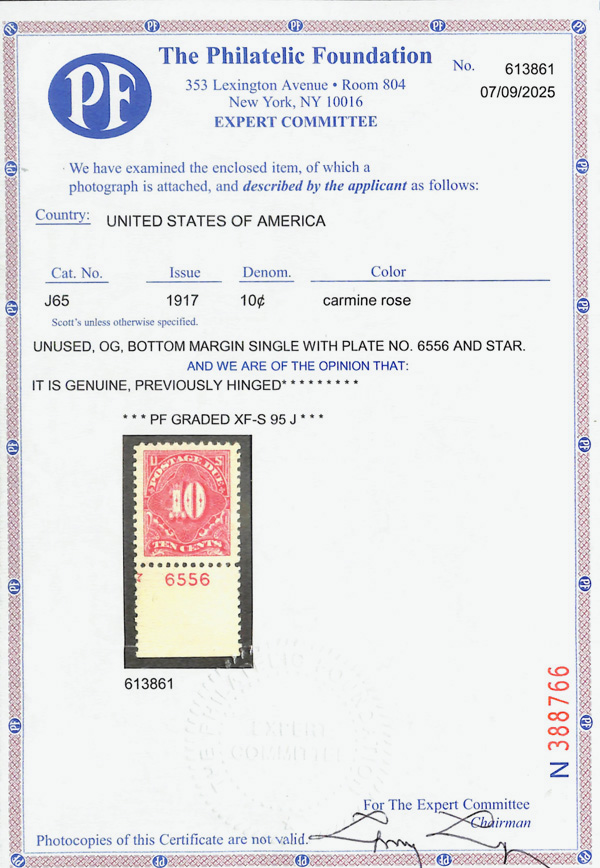 PF
The Philatelic Foundation
353 Lexington Avenue • Room 804
New York, NY 10016
EXPERT COMMITTEE
No. 613861
07/09/2025
We have examined the enclosed item, of which a
photograph is attached, and described by the applicant as follows:
Country: UNITED STATES OF AMERICA
Cat. No. Issue Denom. Color
J65 1917 10¢ carmine rose
Scott's unless otherwise specified.
UNUSED, OG, BOTTOM MARGIN SINGLE WITH PLATE NO. 6556 AND STAR.
AND WE ARE OF THE OPINION THAT:
IT IS GENUINE, PREVIOUSLY HINGED* * * * * * * * *
* * * PF GRADED XF-S 95 J * * *
U S
POSTAGE DUE
10
TEN CENTS
6556
613861
EXPERT
COMMITTEE
N 388766
For The Expert Committee
Chairman
Photocopies of this Certificate are not valid.